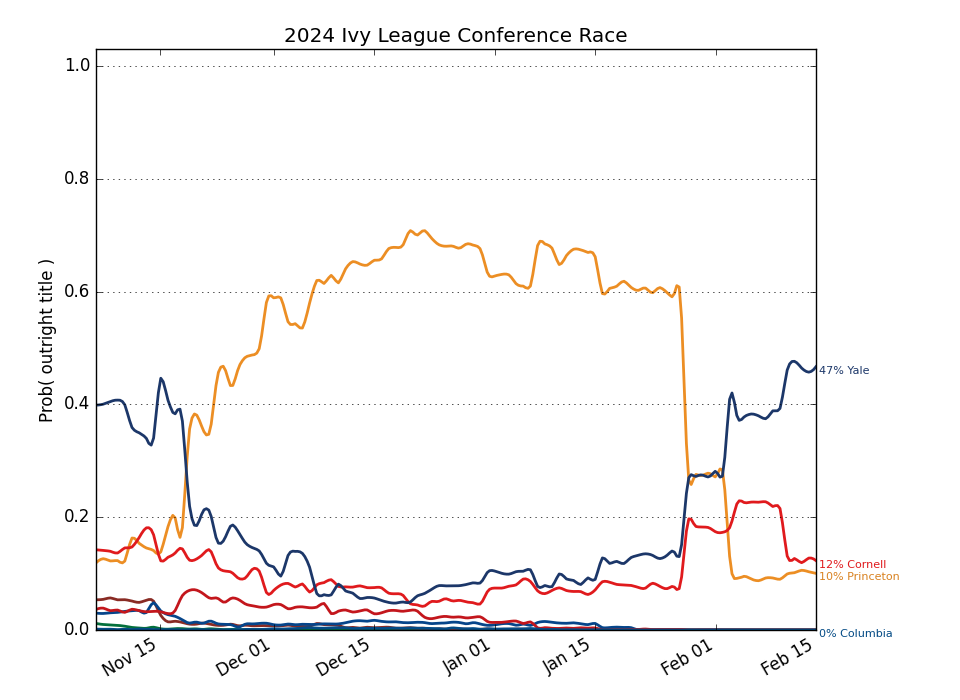 2024 Ivy League Conference Race
Prob( outright title )
1.0
0.8
0.6
0.4
0.2
0.0
47% Yale
12% Cornell
10% Princeton
0% Columbia
Nov 15
Dec 01
Dec 15
Jan 01
Jan 15
Feb 01
Feb 15